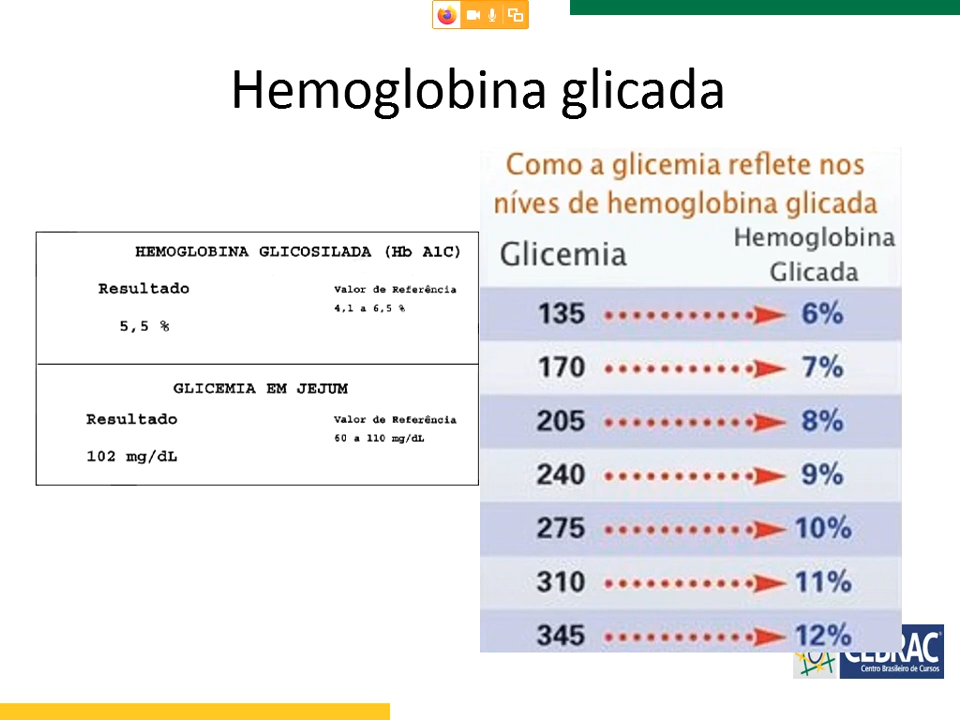 Hemoglobina glicada
HEMOGLOBINA GLICOSILADA (Hb A1C)
Resultado
Valor de Referência
4,1 a 6,5 %
5,5 %
GLICEMIA EM JEJUM
Resultado
Valor de Referência
60 a 110 mg/dL
102 mg/dL
Como a glicemia reflete nos
níves de hemoglobina glicada
Glicemia
Hemoglobina
Glicada
135 6%
170 7%
205 8%
240 9%
275 10%
310 11%
345 12%
CEBRAC
Centro Brasileiro de Cursos